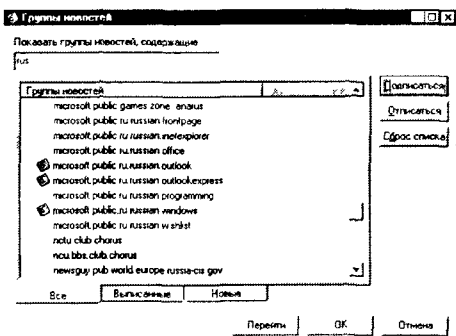 Группы новостей
Показать группы новостей, содержащие
rus
Группы новостей
Подписаться
microsoft.public.games.zone.anarus
Отписаться
microsoft.public.ru.russian.frontpage
microsoft.public.ru.russian.inetexplorer
Сброс списка
microsoft.public.ru.russian.office
microsoft.public.ru.russian.outlook
microsoft.public.ru.russian.outlookexpress
microsoft.public.ru.russian.programming
microsoft.public.ru.russian.windows
microsoft.public.ru.russian.wishlist
nctu.club.chorus
ncu.bbs.club.chorus
newsguy.pub.world.europe.russia-cis.gov
Все Выписанные Новые
Перейти OK Отмена